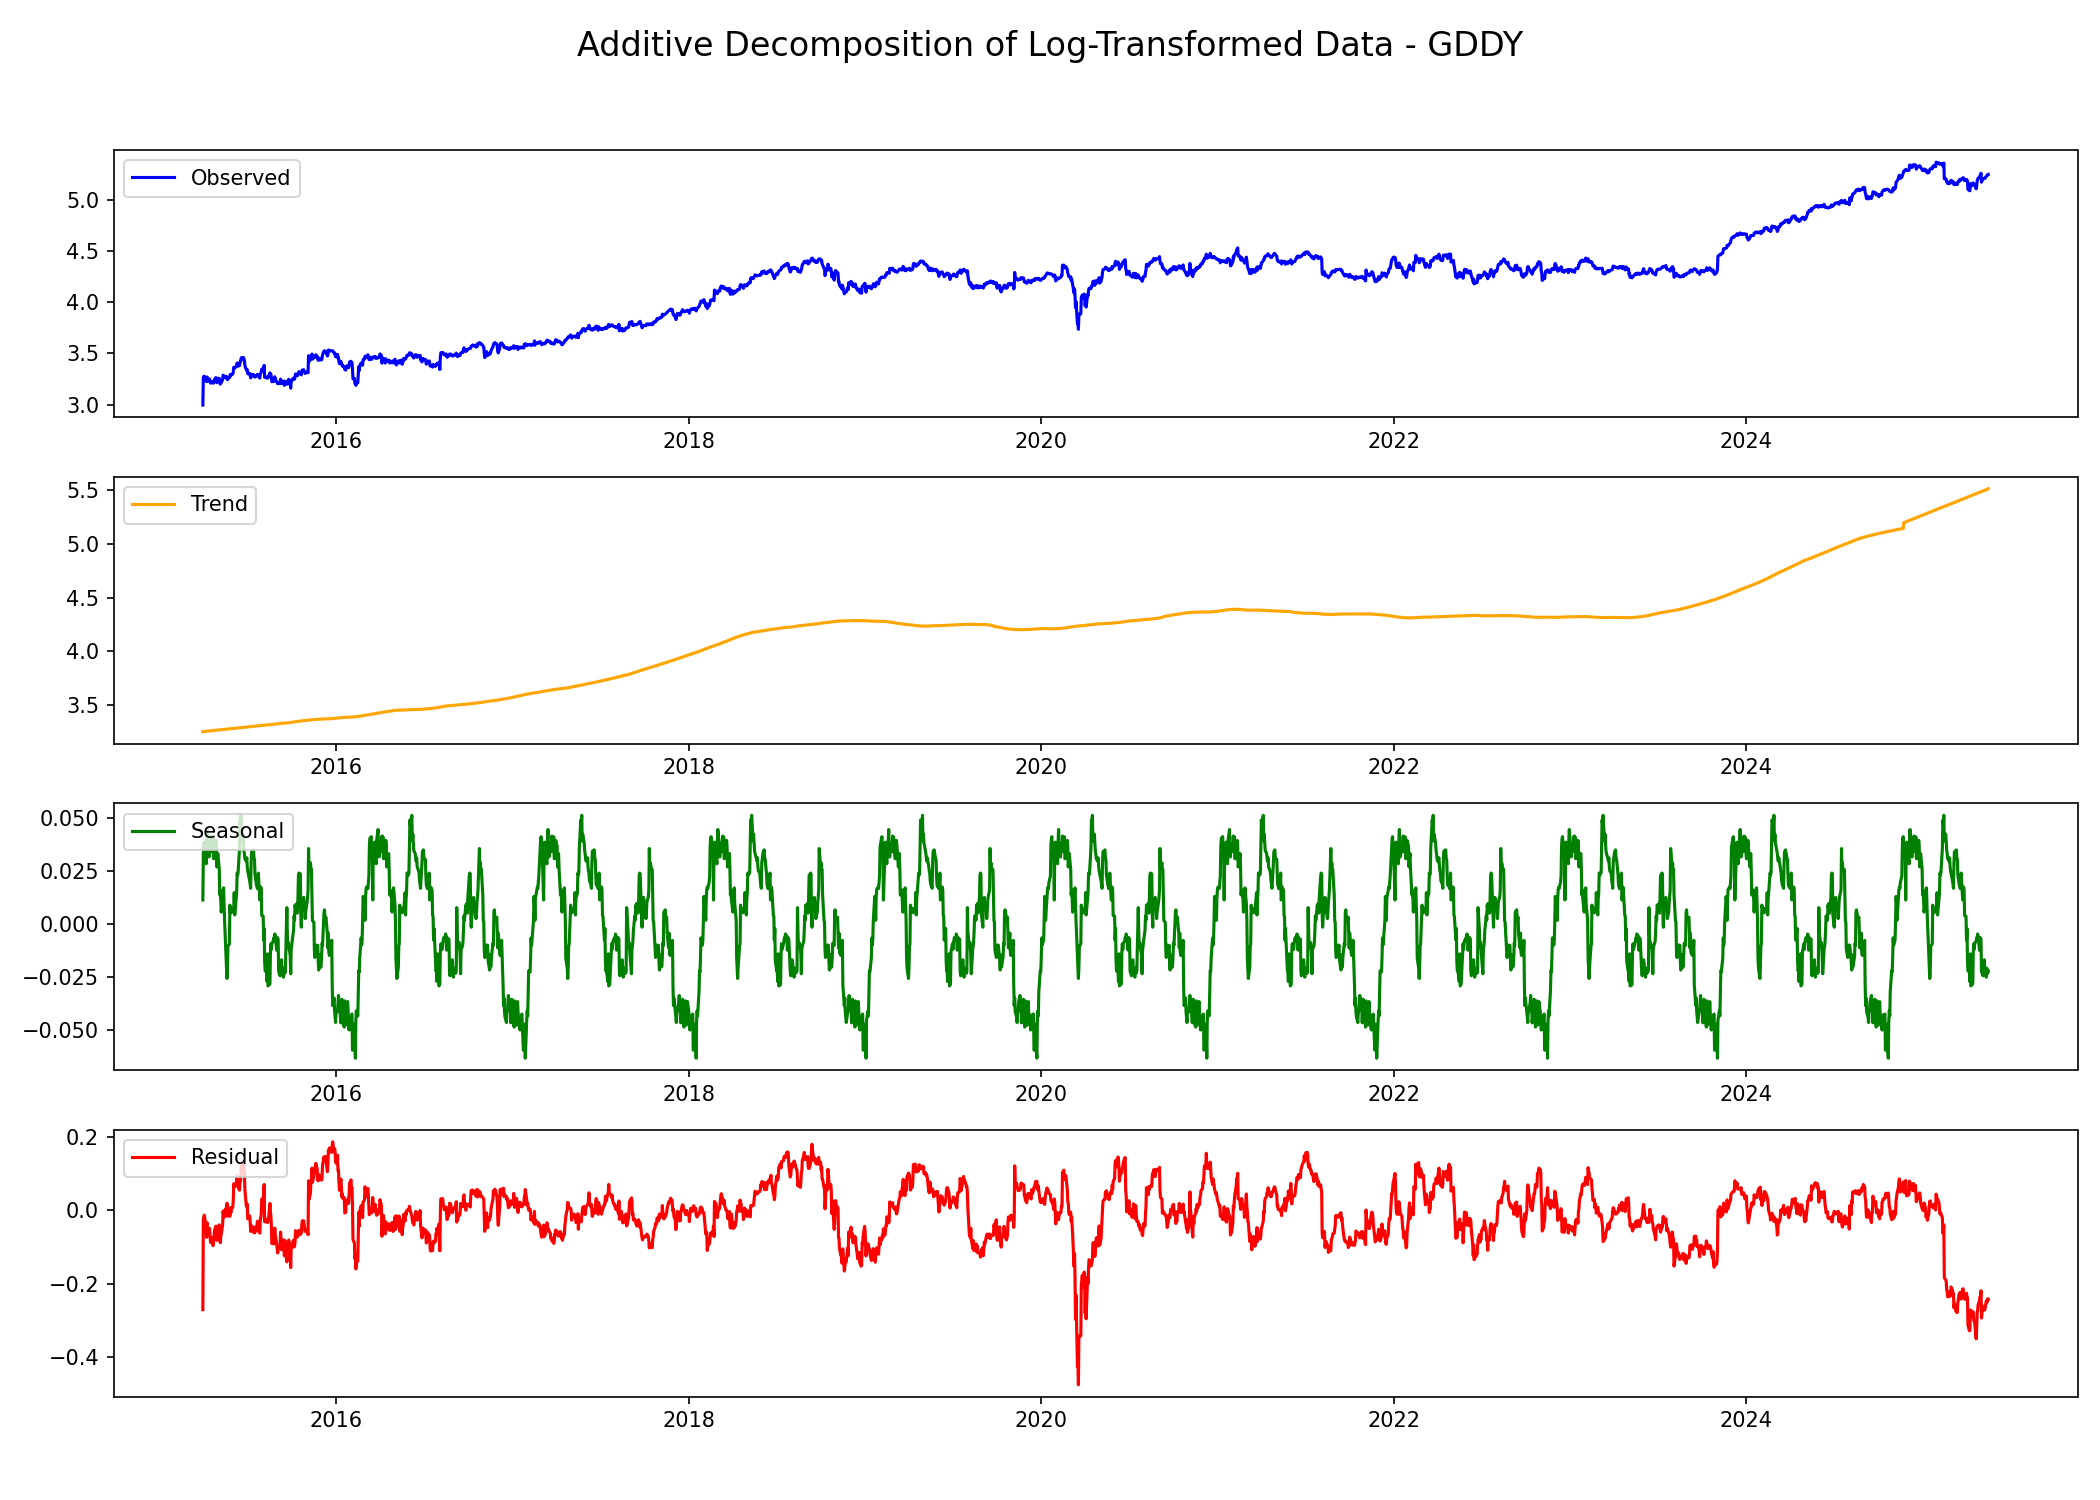 Additive Decomposition of Log-Transformed Data - GDDY
Observed
5.0
4.5
4.0
3.5
3.0
2016 2018 2020 2022 2024
Trend
5.5
5.0
4.5
4.0
3.5
2016 2018 2020 2022 2024
Seasonal
0.050
0.025
0.000
−0.025
−0.050
2016 2018 2020 2022 2024
Residual
0.2
0.0
−0.2
−0.4
2016 2018 2020 2022 2024